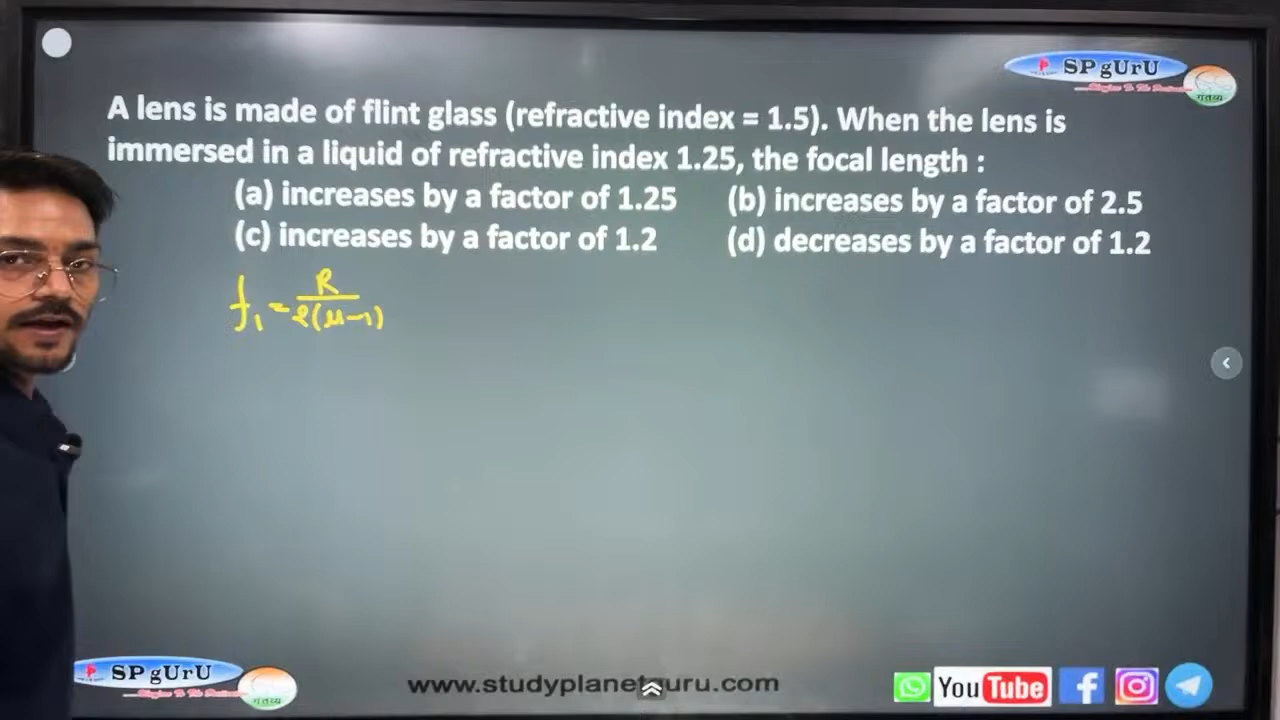 SP gUrU
गंतव्य
A lens is made of flint glass (refractive index = 1.5). When the lens is
immersed in a liquid of refractive index 1.25, the focal length :
(a) increases by a factor of 1.25 (b) increases by a factor of 2.5
(c) increases by a factor of 1.2 (d) decreases by a factor of 1.2
f₁ = R / 2(μ-1)
SP gUrU
गंतव्य
www.studyplanetguru.com
YouTube